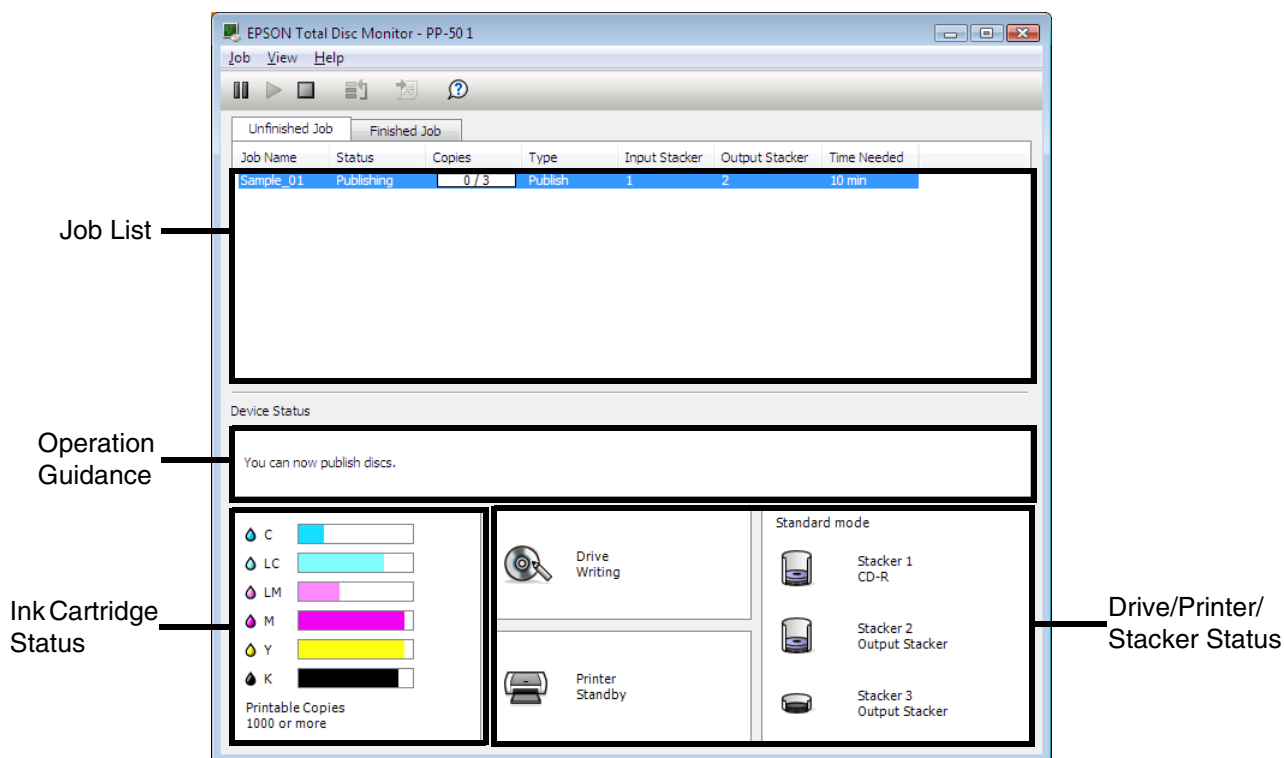 EPSON Total Disc Monitor - PP-50 1
Job View Help
Unfinished Job Finished Job
Job Name Status Copies Type Input Stacker Output Stacker Time Needed
Sample_01 Publishing 0 / 3 Publish 1 2 10 min
Job List
Device Status
Operation
Guidance
You can now publish discs.
Ink Cartridge
Status
C
LC
LM
M
Y
K
Printable Copies
1000 or more
Drive
Writing
Printer
Standby
Standard mode
Stacker 1
CD-R
Stacker 2
Output Stacker
Stacker 3
Output Stacker
Drive/Printer/
Stacker Status